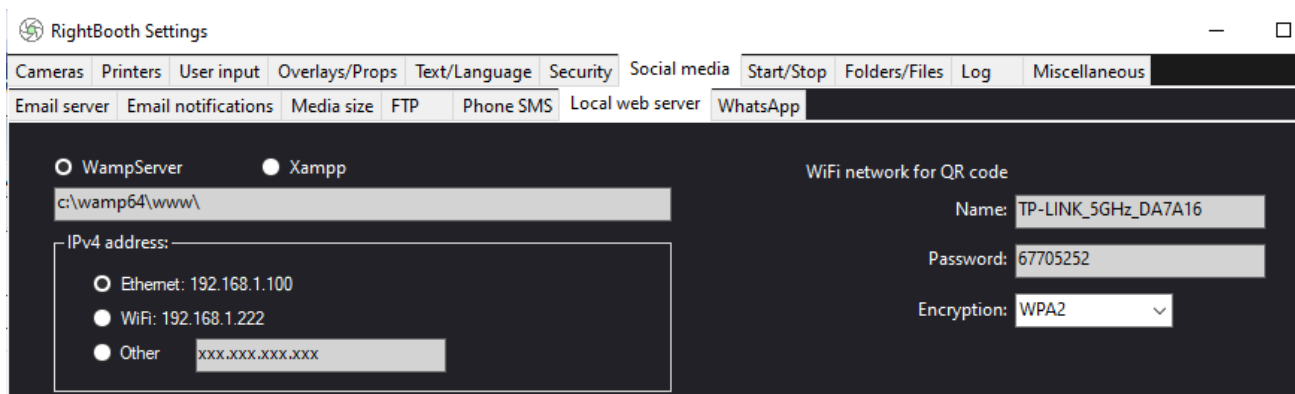 RightBooth Settings
Cameras Printers User input Overlays/Props Text/Language Security Social media Start/Stop Folders/Files Log Miscellaneous
Email server Email notifications Media size FTP Phone SMS Local web server WhatsApp
WampServer Xampp
c:\wamp64\www\
IPv4 address:
Ethernet: 192.168.1.100
WiFi: 192.168.1.222
Other xxx.xxx.xxx.xxx
WiFi network for QR code
Name: TP-LINK_5GHz_DA7A16
Password: 67705252
Encryption: WPA2